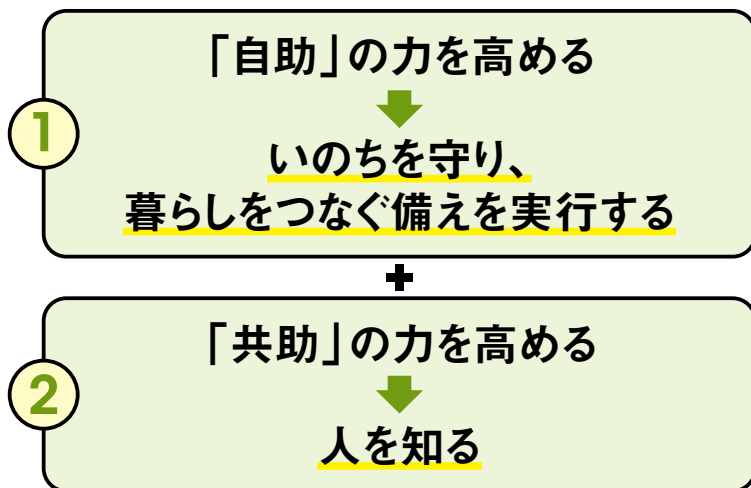 「自助」の力を高める
1
いのちを守り、
暮らしをつなぐ備えを実行する
+
「共助」の力を高める
2
人を知る